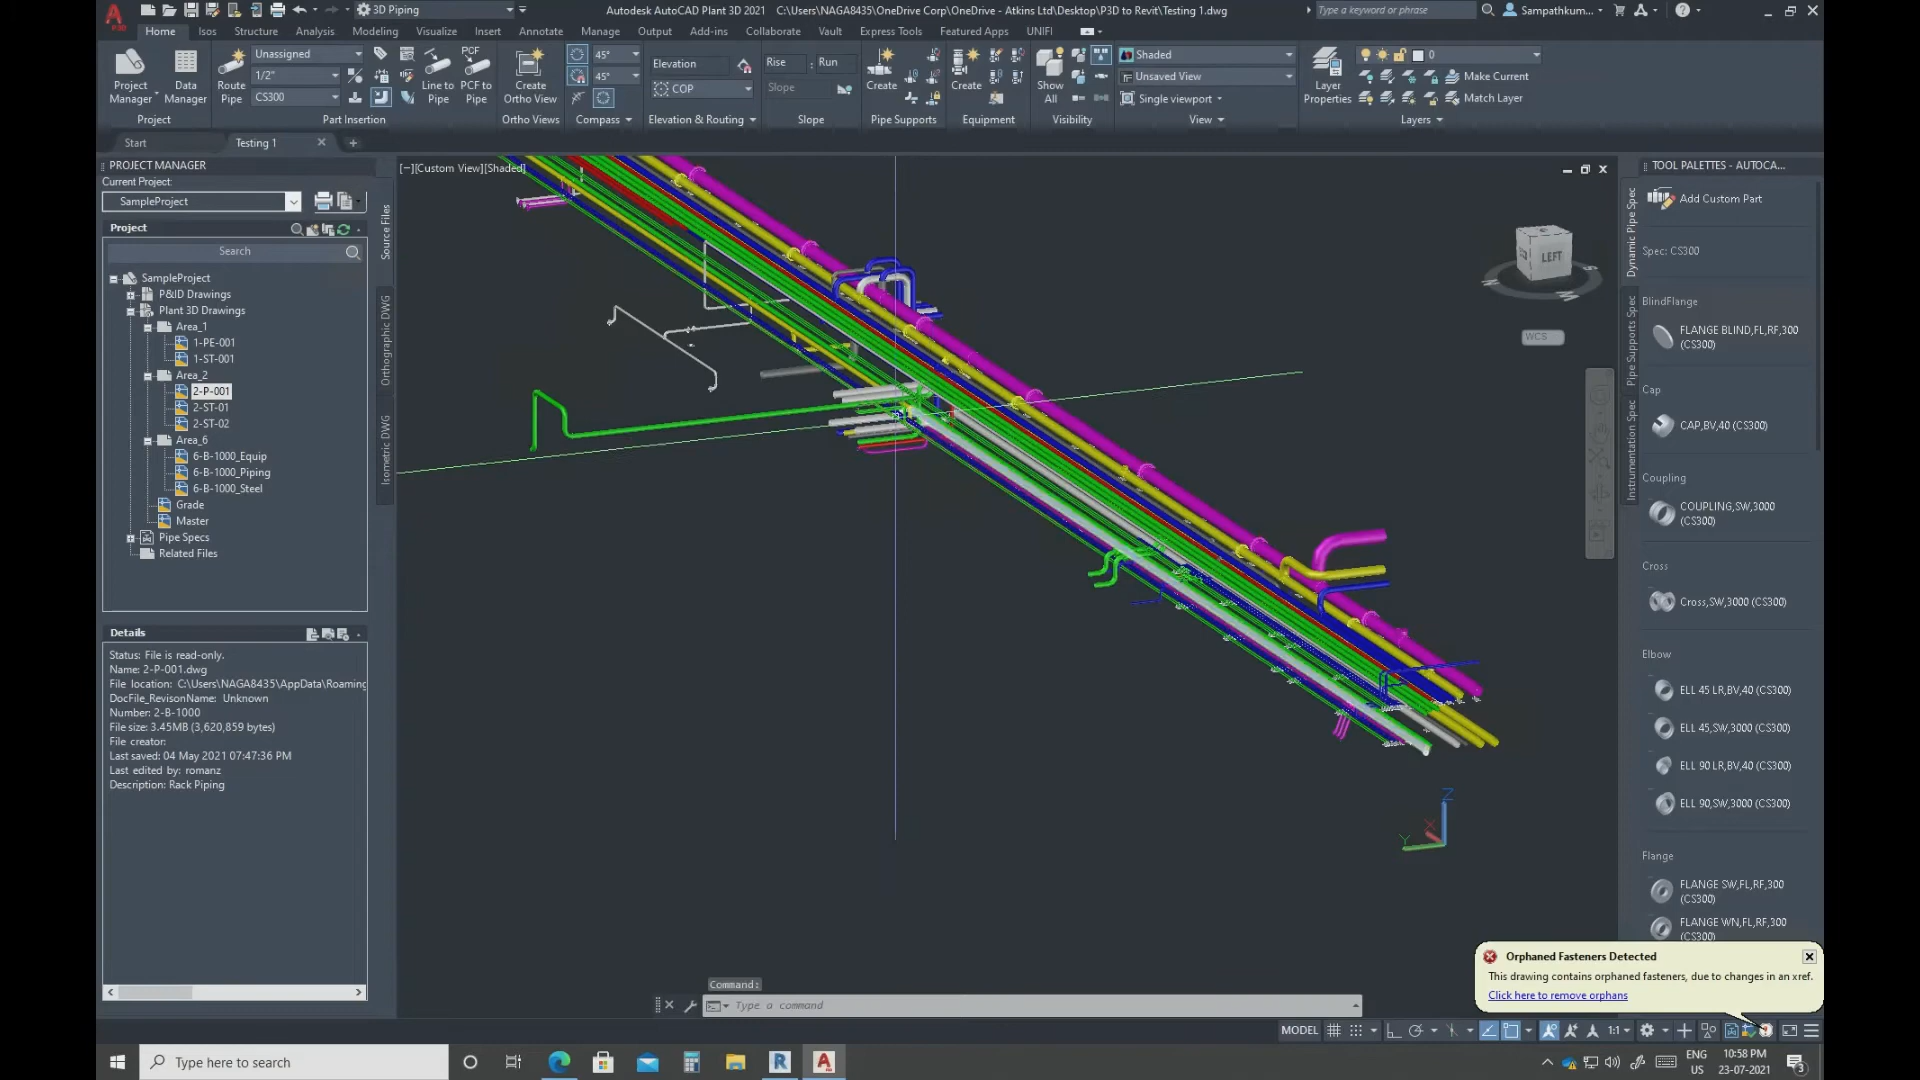 3D Piping
Autodesk AutoCAD Plant 3D 2021 C:\Users\NAGA8435\OneDrive Corp\OneDrive - Atkins Ltd\Desktop\P3D to Revit\Testing 1.dwg
Type a keyword or phrase
Sampathkum...
Home Isos Structure Analysis Modeling Visualize Insert Annotate Manage Output Add-ins Collaborate Vault Express Tools Featured Apps UNIFI
Project Manager
Data Manager
Project
Route Pipe
Unassigned
1/2"
CS300
Line to Pipe
PCF to Pipe
PCF
Part Insertion
Create Ortho View
Ortho Views
45°
45°
Compass
Elevation
COP
Elevation & Routing
Rise : Run
Slope
Slope
Create
Pipe Supports
Create
Equipment
Show All
Visibility
Shaded
Unsaved View
Single viewport
View
Layer Properties
0
Make Current
Match Layer
Layers
Start
Testing 1
PROJECT MANAGER
Current Project:
SampleProject
Project
Search
SampleProject
P&ID Drawings
Plant 3D Drawings
Area_1
1-PE-001
1-ST-001
Area_2
2-P-001
2-ST-01
2-ST-02
Area_6
6-B-1000_Equip
6-B-1000_Piping
6-B-1000_Steel
Grade
Master
Pipe Specs
Related Files
Source Files
Orthographic DWG
Isometric DWG
Details
Status: File is read-only.
Name: 2-P-001.dwg
File location: C:\Users\NAGA8435\AppData\Roaming
DocFile_RevisonName: Unknown
Number: 2-B-1000
File size: 3.45MB (3,620,859 bytes)
File creator:
Last saved: 04 May 2021 07:47:36 PM
Last edited by: romanz
Description: Rack Piping
[−][Custom View][Shaded]
LEFT
S
W
WCS
Z
X
Y
Command:
Type a command
TOOL PALETTES - AUTOCA...
Dynamic Pipe Spec
Pipe Supports Spec
Instrumentation Spec
Add Custom Part
Spec: CS300
BlindFlange
FLANGE BLIND,FL,RF,300 (CS300)
Cap
CAP,BV,40 (CS300)
Coupling
COUPLING,SW,3000 (CS300)
Cross
Cross,SW,3000 (CS300)
Elbow
ELL 45 LR,BV,40 (CS300)
ELL 45,SW,3000 (CS300)
ELL 90 LR,BV,40 (CS300)
ELL 90,SW,3000 (CS300)
Flange
FLANGE SW,FL,RF,300 (CS300)
FLANGE WN,FL,RF,300 (CS300)
Orphaned Fasteners Detected
This drawing contains orphaned fasteners, due to changes in an xref.
Click here to remove orphans
MODEL
1:1
Type here to search
ENG
US
10:58 PM
23-07-2021
3